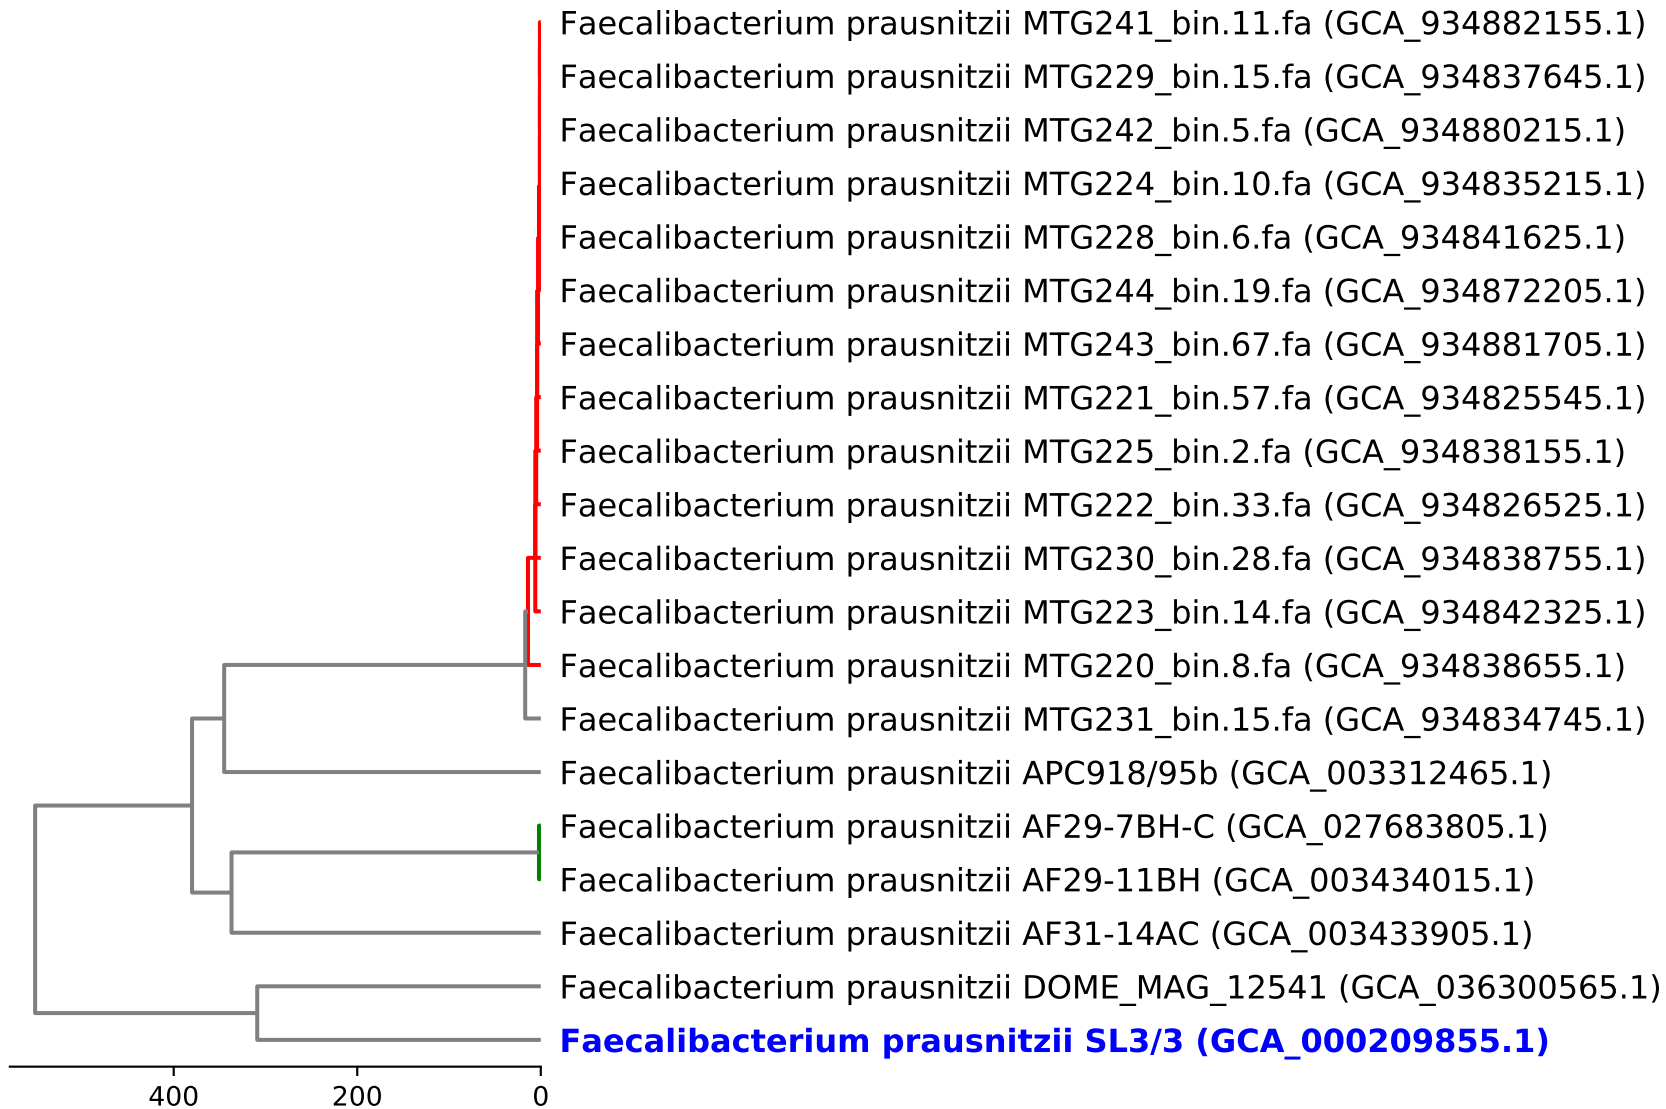 Faecalibacterium prausnitzii MTG241_bin.11.fa (GCA_934882155.1)
Faecalibacterium prausnitzii MTG229_bin.15.fa (GCA_934837645.1)
Faecalibacterium prausnitzii MTG242_bin.5.fa (GCA_934880215.1)
Faecalibacterium prausnitzii MTG224_bin.10.fa (GCA_934835215.1)
Faecalibacterium prausnitzii MTG228_bin.6.fa (GCA_934841625.1)
Faecalibacterium prausnitzii MTG244_bin.19.fa (GCA_934872205.1)
Faecalibacterium prausnitzii MTG243_bin.67.fa (GCA_934881705.1)
Faecalibacterium prausnitzii MTG221_bin.57.fa (GCA_934825545.1)
Faecalibacterium prausnitzii MTG225_bin.2.fa (GCA_934838155.1)
Faecalibacterium prausnitzii MTG222_bin.33.fa (GCA_934826525.1)
Faecalibacterium prausnitzii MTG230_bin.28.fa (GCA_934838755.1)
Faecalibacterium prausnitzii MTG223_bin.14.fa (GCA_934842325.1)
Faecalibacterium prausnitzii MTG220_bin.8.fa (GCA_934838655.1)
Faecalibacterium prausnitzii MTG231_bin.15.fa (GCA_934834745.1)
Faecalibacterium prausnitzii APC918/95b (GCA_003312465.1)
Faecalibacterium prausnitzii AF29-7BH-C (GCA_027683805.1)
Faecalibacterium prausnitzii AF29-11BH (GCA_003434015.1)
Faecalibacterium prausnitzii AF31-14AC (GCA_003433905.1)
Faecalibacterium prausnitzii DOME_MAG_12541 (GCA_036300565.1)
Faecalibacterium prausnitzii SL3/3 (GCA_000209855.1)
400 200 0